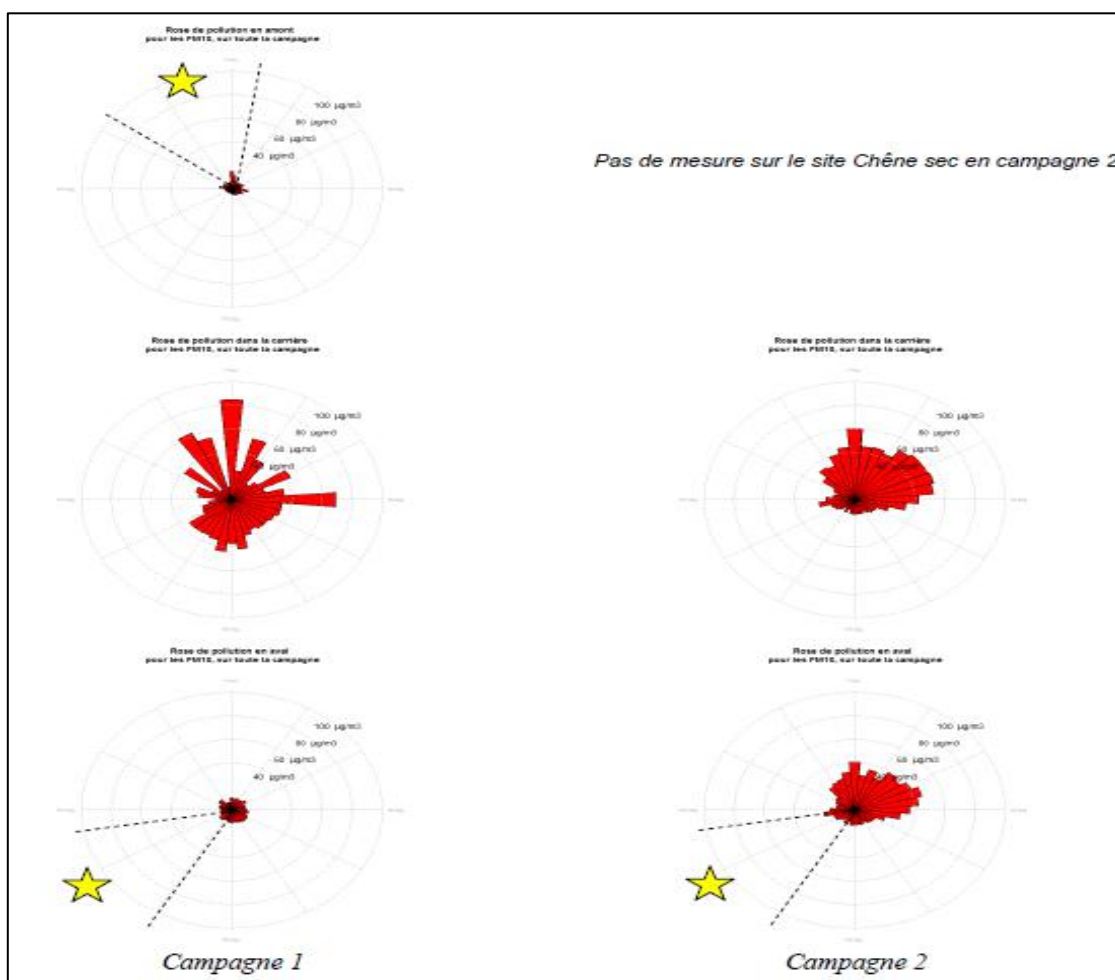 Rose de pollution en amont
pour les PM10, sur toute la campagne
100 µg/m3
80 µg/m3
60 µg/m3
40 µg/m3
Pas de mesure sur le site Chêne sec en campagne 2
Rose de pollution dans la carrière
pour les PM10, sur toute la campagne
100 µg/m3
80 µg/m3
60 µg/m3
Rose de pollution dans la carrière
pour les PM10, sur toute la campagne
100 µg/m3
80 µg/m3
60 µg/m3
Rose de pollution en aval
pour les PM10, sur toute la campagne
100 µg/m3
80 µg/m3
60 µg/m3
40 µg/m3
Rose de pollution en aval
pour les PM10, sur toute la campagne
100 µg/m3
80 µg/m3
60 µg/m3
Campagne 1
Campagne 2